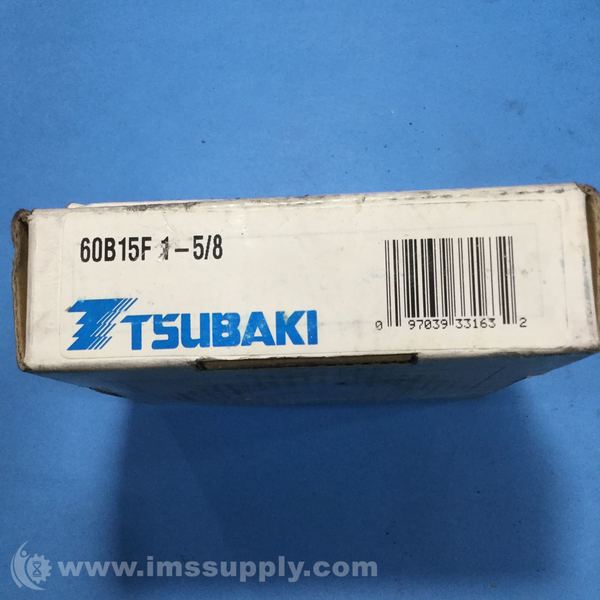 60B15F 1-5/8
TSUBAKI
0 97039 33163 2
www.imssupply.com